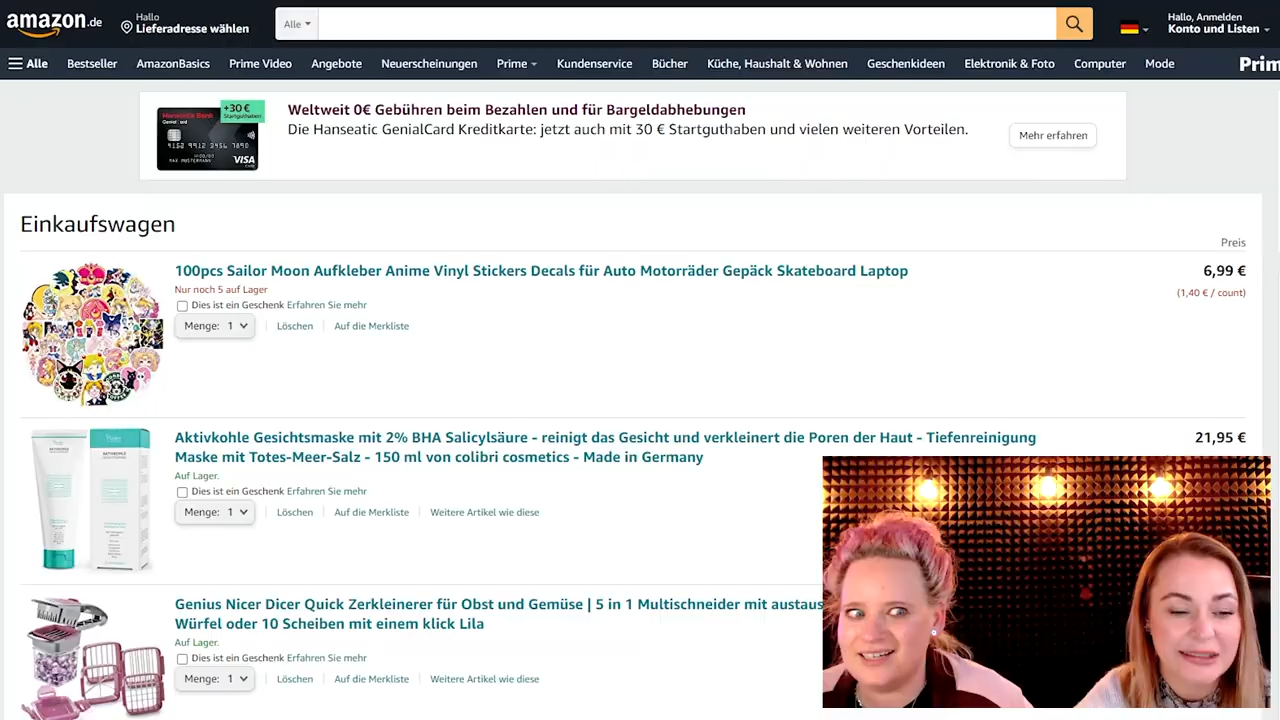 amazon.de
Hallo
Lieferadresse wählen
Alle
Hallo, Anmelden
Konto und Listen
Alle
Bestseller
AmazonBasics
Prime Video
Angebote
Neuerscheinungen
Prime
Kundenservice
Bücher
Küche, Haushalt & Wohnen
Geschenkideen
Elektronik & Foto
Computer
Mode
Prim
+30 €
Startguthaben
Hanseatic Bank
GenialCard
VISA
Weltweit 0€ Gebühren beim Bezahlen und für Bargeldabhebungen
Die Hanseatic GenialCard Kreditkarte: jetzt auch mit 30 € Startguthaben und vielen weiteren Vorteilen.
Mehr erfahren
Einkaufswagen
Preis
100pcs Sailor Moon Aufkleber Anime Vinyl Stickers Decals für Auto Motorräder Gepäck Skateboard Laptop
6,99 €
Nur noch 5 auf Lager
(1,40 € / count)
Dies ist ein Geschenk Erfahren Sie mehr
Menge: 1
Löschen
Auf die Merkliste
Aktivkohle Gesichtsmaske mit 2% BHA Salicylsäure - reinigt das Gesicht und verkleinert die Poren der Haut - Tiefenreinigung
21,95 €
Maske mit Totes-Meer-Salz - 150 ml von colibri cosmetics - Made in Germany
Auf Lager.
Dies ist ein Geschenk Erfahren Sie mehr
Menge: 1
Löschen
Auf die Merkliste
Weitere Artikel wie diese
Genius Nicer Dicer Quick Zerkleinerer für Obst und Gemüse | 5 in 1 Multischneider mit austaus
Würfel oder 10 Scheiben mit einem klick Lila
Auf Lager.
Dies ist ein Geschenk Erfahren Sie mehr
Menge: 1
Löschen
Auf die Merkliste
Weitere Artikel wie diese